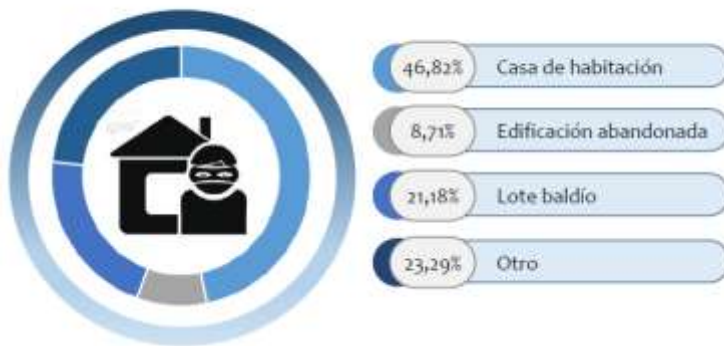 46,82% Casa de habitación
8,71% Edificación abandonada
21,18% Lote baldío
23,29% Otro